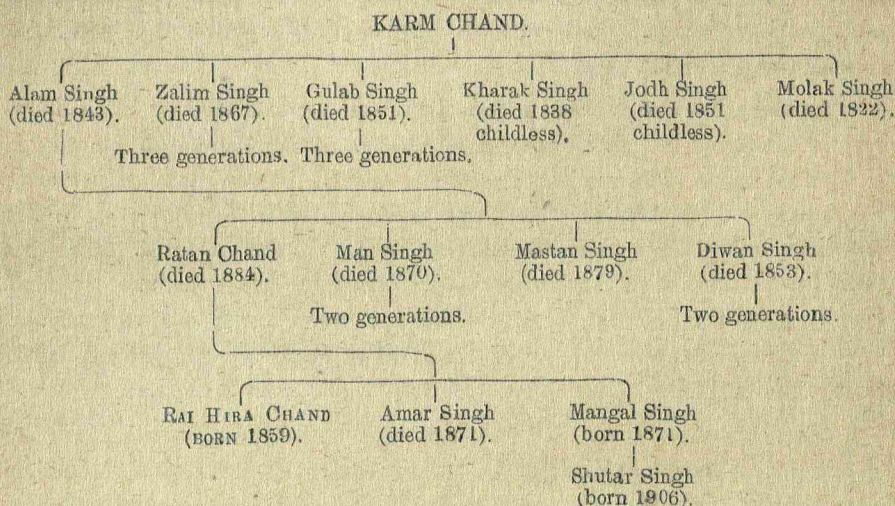 KARM CHAND.
Alam Singh Zalim Singh Gulab Singh Kharak Singh Jodh Singh Molak Singh
(died 1843). (died 1867). (died 1851). (died 1838 (died 1851 (died 1822).
childless). childless).
Three generations. Three generations.
Ratan Chand Man Singh Mastan Singh Diwan Singh
(died 1884). (died 1870). (died 1879). (died 1853).
Two generations. Two generations.
RAI HIRA CHAND Amar Singh Mangal Singh
(BORN 1859). (died 1871). (born 1871).
Shutar Singh
(born 1906).